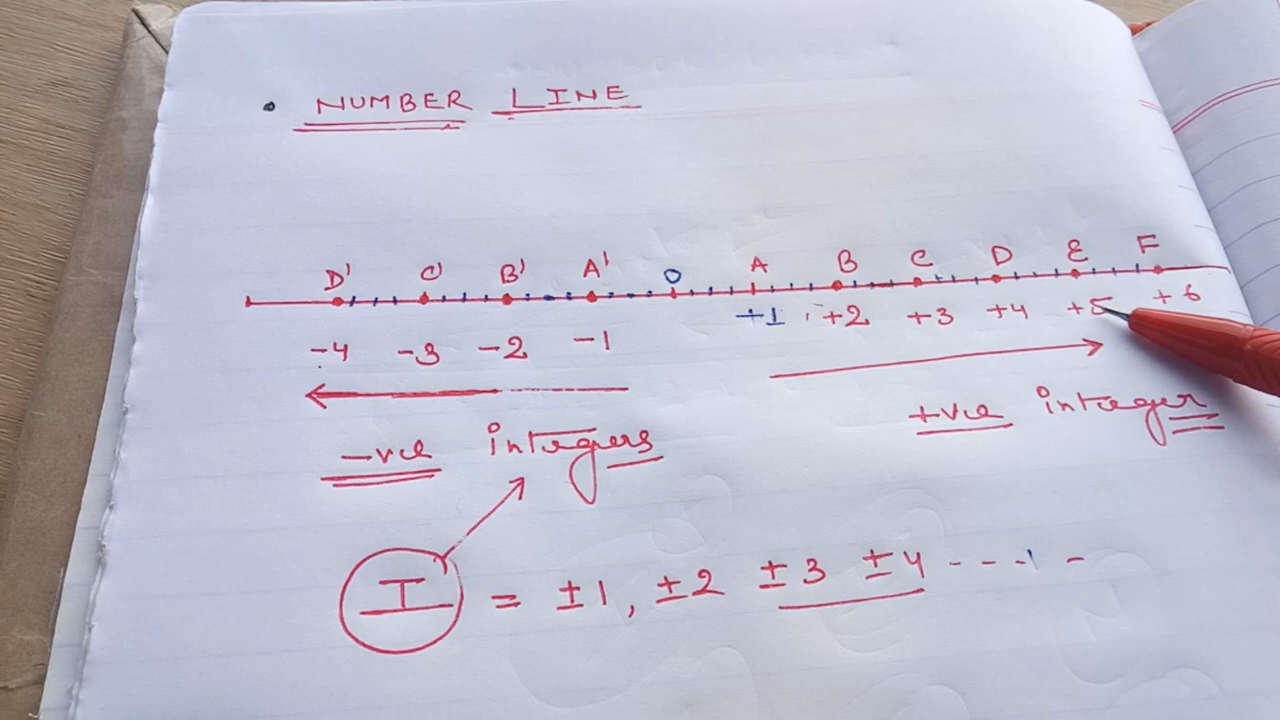 • NUMBER LINE
D' C' B' A' O A B C D E F
-4 -3 -2 -1 +1 +2 +3 +4 +5 +6
-ve integers +ve integer
I = ±1, ±2 ±3 ±4 - - - - -